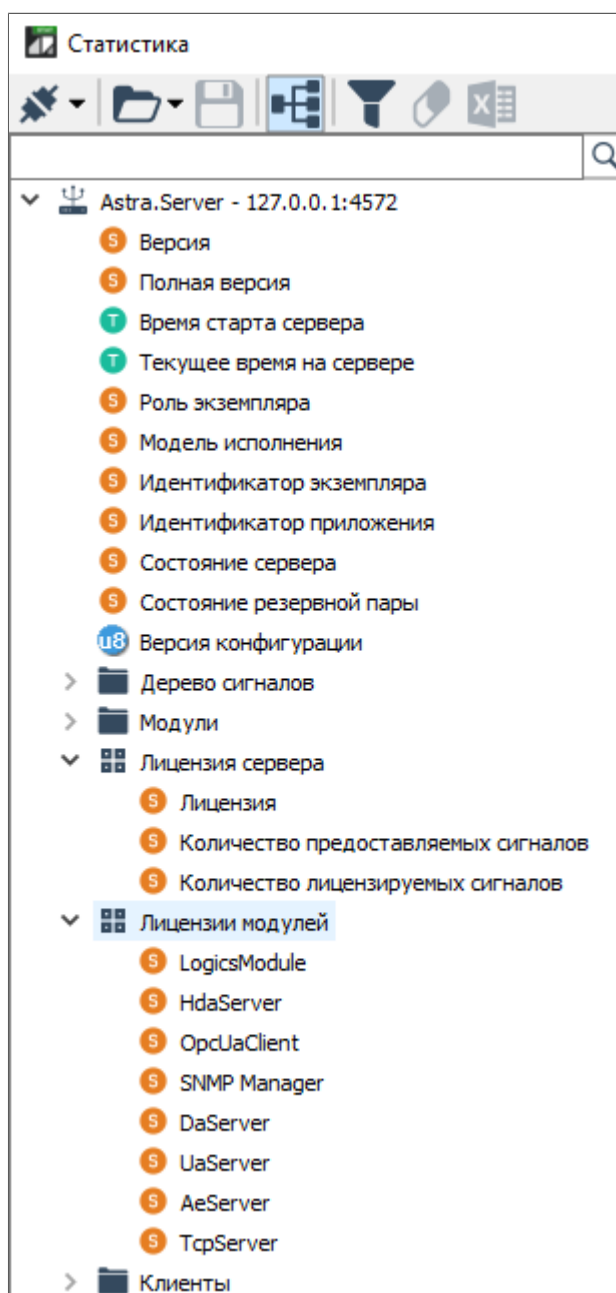 Статистика
Astra.Server - 127.0.0.1:4572
S Версия
S Полная версия
T Время старта сервера
T Текущее время на сервере
S Роль экземпляра
S Модель исполнения
S Идентификатор экземпляра
S Идентификатор приложения
S Состояние сервера
S Состояние резервной пары
u8 Версия конфигурации
Дерево сигналов
Модули
Лицензия сервера
S Лицензия
S Количество предоставляемых сигналов
S Количество лицензируемых сигналов
Лицензии модулей
S LogicsModule
S HdaServer
S OpcUaClient
S SNMP Manager
S DaServer
S UaServer
S AeServer
S TcpServer
Клиенты